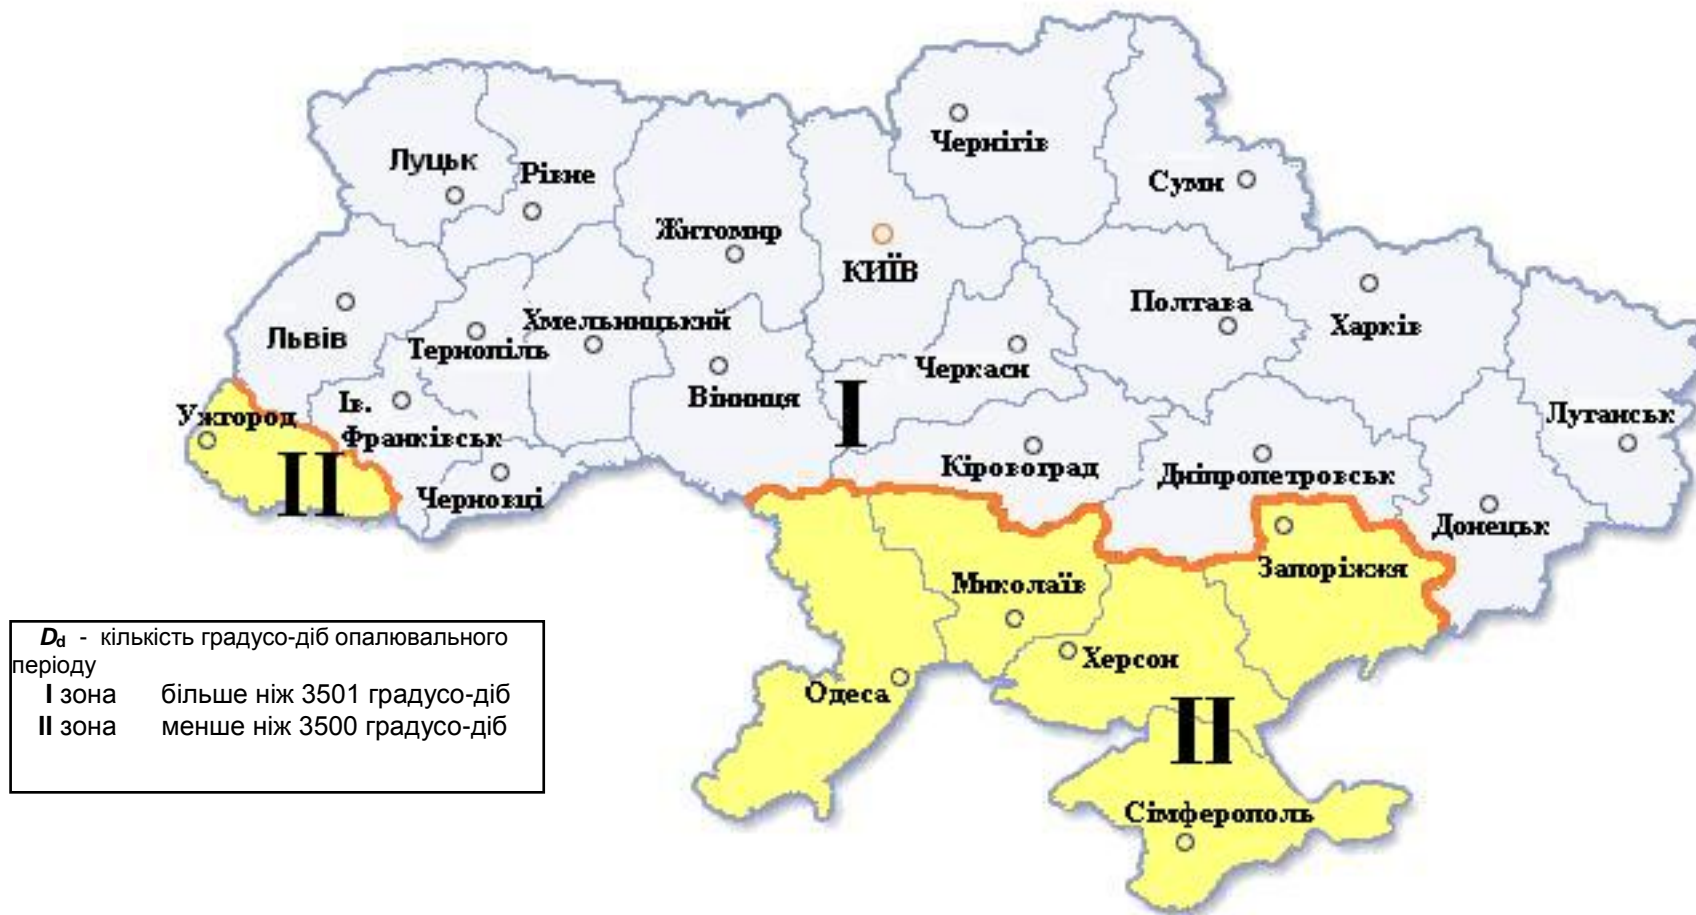 Чернігів
Луцьк
Рівне
Суми
Житомир
КИЇВ
Полтава
Хмельницький
Харків
Львів
Тернопіль
Черкаси
I
Вінниця
Ів.
Франківськ
Ужгород
Луганськ
II
Кіровоград
Дніпропетровськ
Черновці
Донецьк
Запоріжжя
Миколаїв
Херсон
Одеса
II
Сімферополь
Dd - кількість градусо-діб опалювального
періоду
I зона більше ніж 3501 градусо-діб
II зона менше ніж 3500 градусо-діб